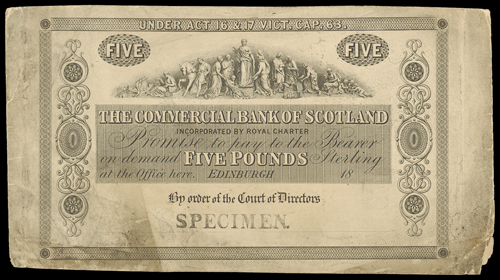 UNDER ACT 16 & 17 VICT. CAP. 63.
FIVE FIVE
THE COMMERCIAL BANK OF SCOTLAND
INCORPORATED BY ROYAL CHARTER
Promise to pay to the Bearer
on demand FIVE POUNDS Sterling
at the Office here. EDINBURGH 18
By order of the Court of Directors
SPECIMEN.